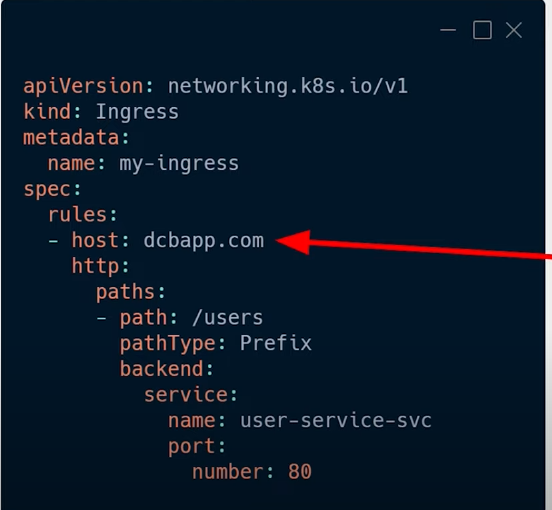 apiVersion: networking.k8s.io/v1
kind: Ingress
metadata:
  name: my-ingress
spec:
  rules:
  - host: dcbapp.com
    http:
      paths:
      - path: /users
        pathType: Prefix
        backend:
          service:
            name: user-service-svc
            port:
              number: 80